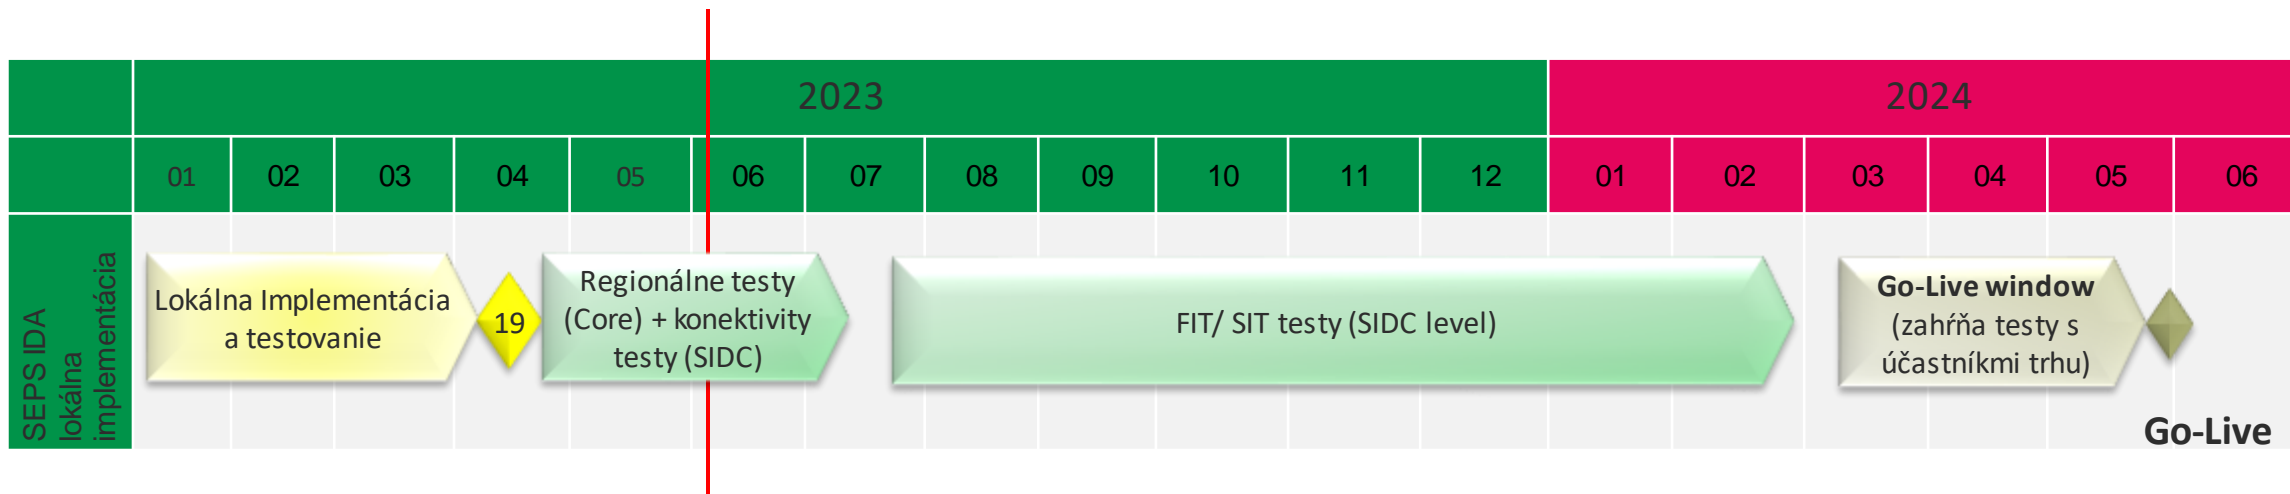 2023
2024
01
02
03
04
05
06
07
08
09
10
11
12
01
02
03
04
05
06
SEPS IDA
lokálna
implementácia
Lokálna Implementácia
a testovanie
19
Regionálne testy
(Core) + konektivity
testy (SIDC)
FIT/ SIT testy (SIDC level)
Go-Live window
(zahŕňa testy s
účastníkmi trhu)
Go-Live